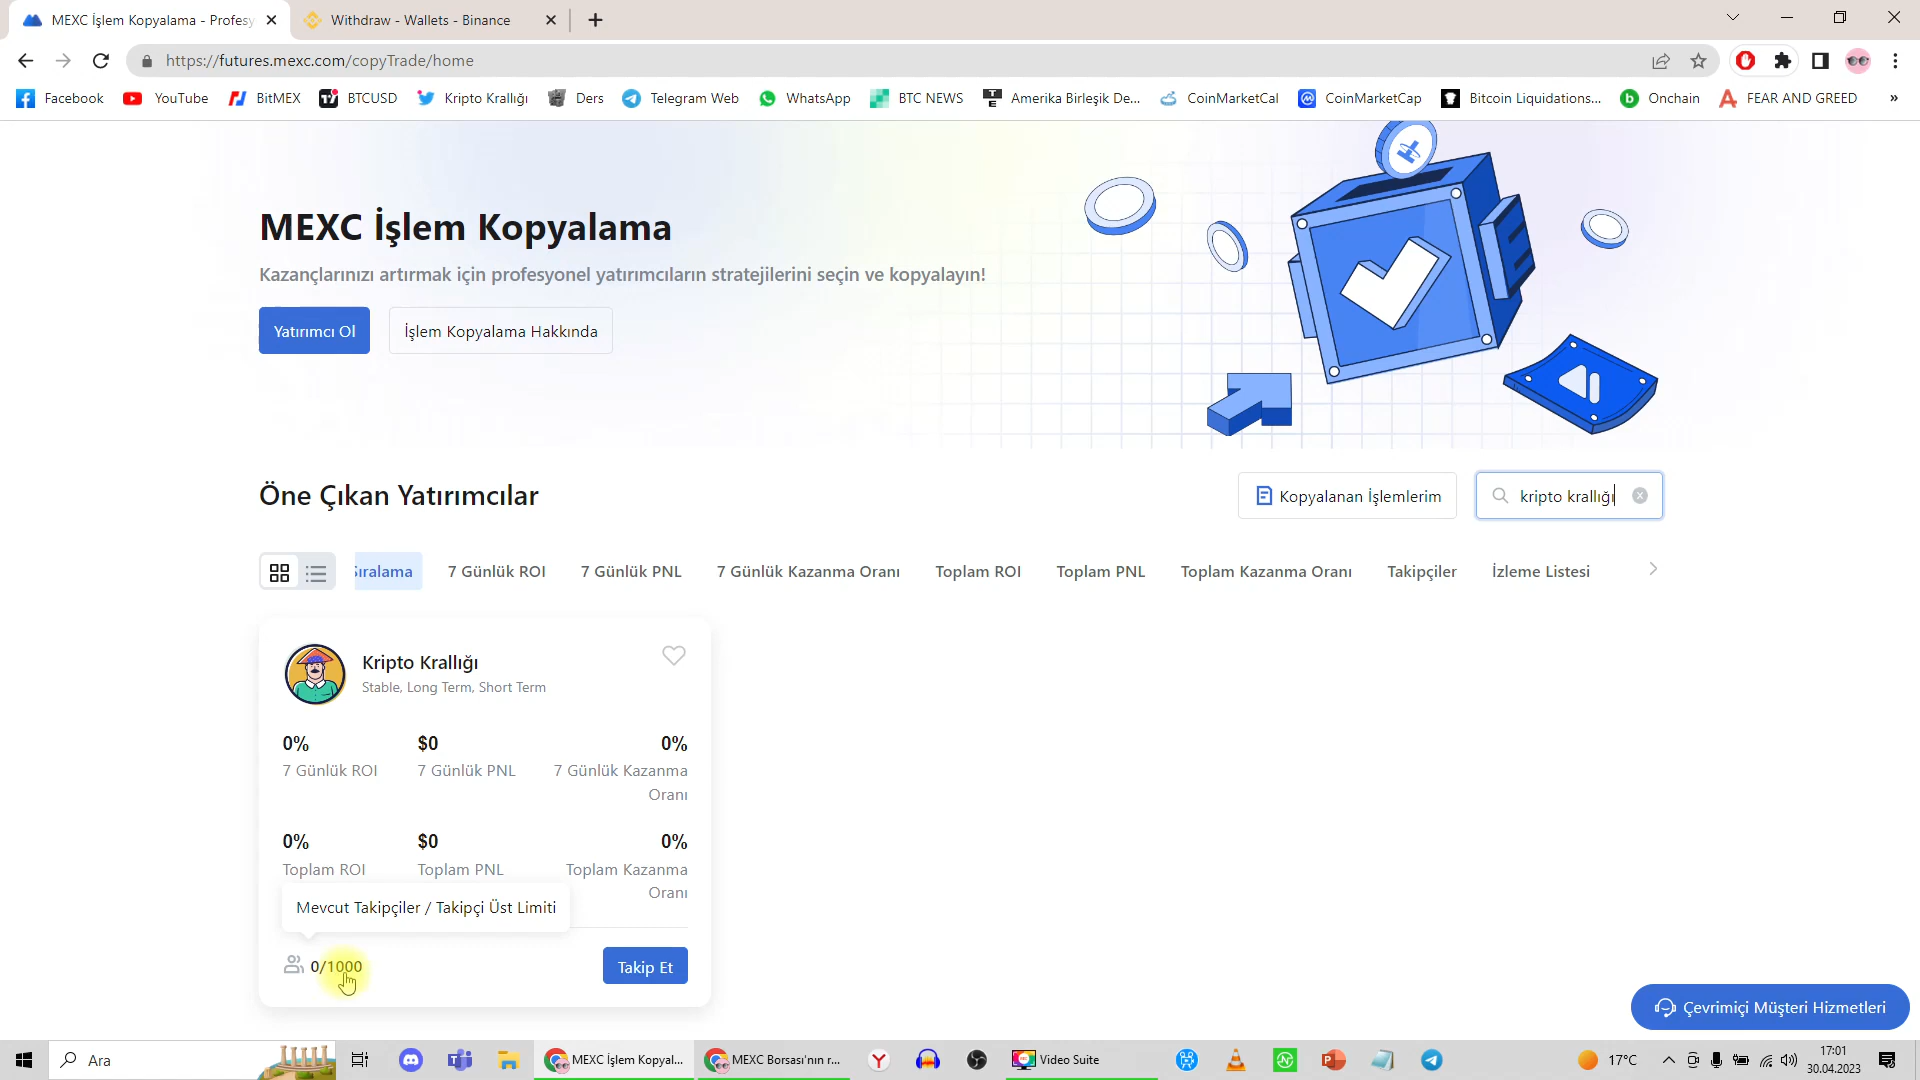 MEXC İşlem Kopyalama - Profesy
Withdraw - Wallets - Binance
https://futures.mexc.com/copyTrade/home
Facebook
YouTube
BitMEX
BTCUSD
Kripto Krallığı
Ders
Telegram Web
WhatsApp
BTC NEWS
Amerika Birleşik De...
CoinMarketCal
CoinMarketCap
Bitcoin Liquidations...
Onchain
FEAR AND GREED
»
MEXC İşlem Kopyalama
Kazançlarınızı artırmak için profesyonel yatırımcıların stratejilerini seçin ve kopyalayın!
Yatırımcı Ol
İşlem Kopyalama Hakkında
Öne Çıkan Yatırımcılar
Kopyalanan İşlemlerim
kripto krallığı
Sıralama
7 Günlük ROI
7 Günlük PNL
7 Günlük Kazanma Oranı
Toplam ROI
Toplam PNL
Toplam Kazanma Oranı
Takipçiler
İzleme Listesi
Kripto Krallığı
Stable, Long Term, Short Term
0%
$0
0%
7 Günlük ROI
7 Günlük PNL
7 Günlük Kazanma
Oranı
0%
$0
0%
Toplam ROI
Toplam PNL
Toplam Kazanma
Oranı
Mevcut Takipçiler / Takipçi Üst Limiti
0/1000
Takip Et
Çevrimiçi Müşteri Hizmetleri
Ara
MEXC İşlem Kopyal...
MEXC Borsası'nın r...
Video Suite
17°C
17:01
30.04.2023